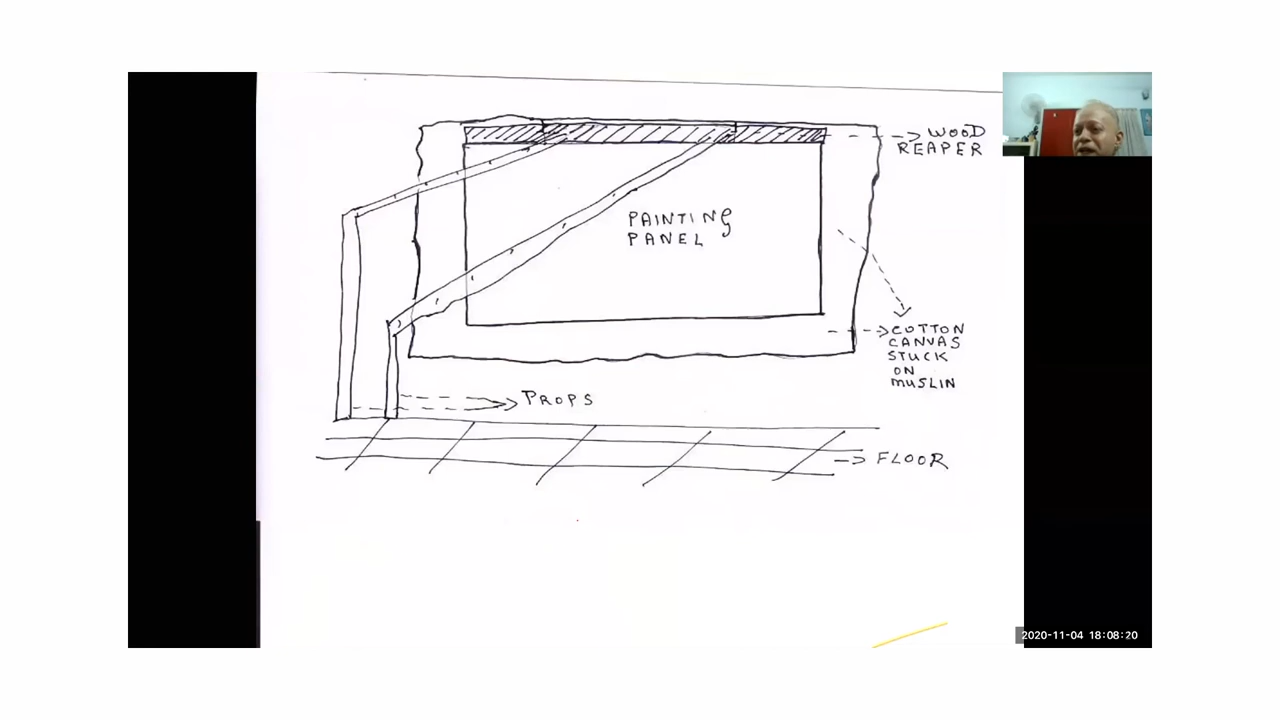 WOOD
REAPER
PAINTING
PANEL
COTTON
CANVAS
STUCK
ON
MUSLIN
PROPS
FLOOR
2020-11-04 18:08:20